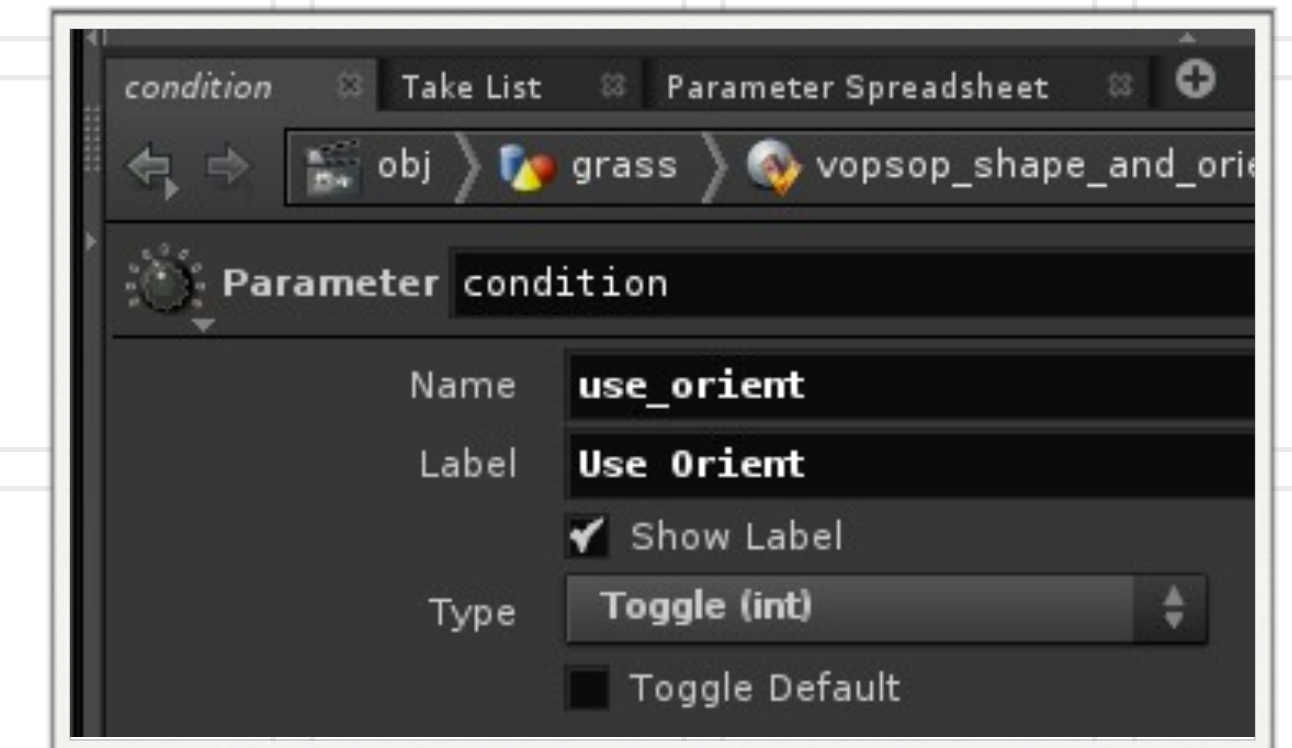 condition Take List Parameter Spreadsheet
obj grass vopsop_shape_and_orie
Parameter condition
Name use_orient
Label Use Orient
Show Label
Type Toggle (int)
Toggle Default